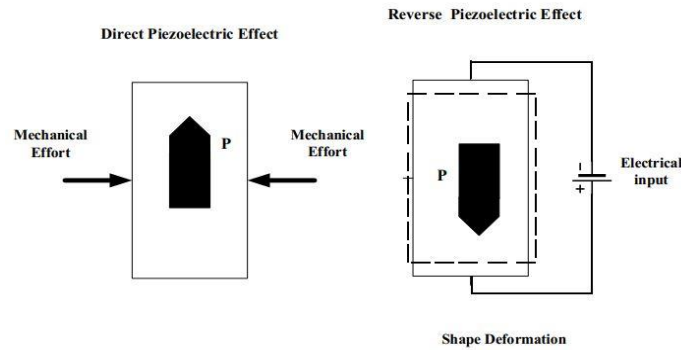 Direct Piezoelectric Effect
Reverse Piezoelectric Effect
Mechanical
Effort
P
Mechanical
Effort
P
-
+
Electrical
input
Shape Deformation